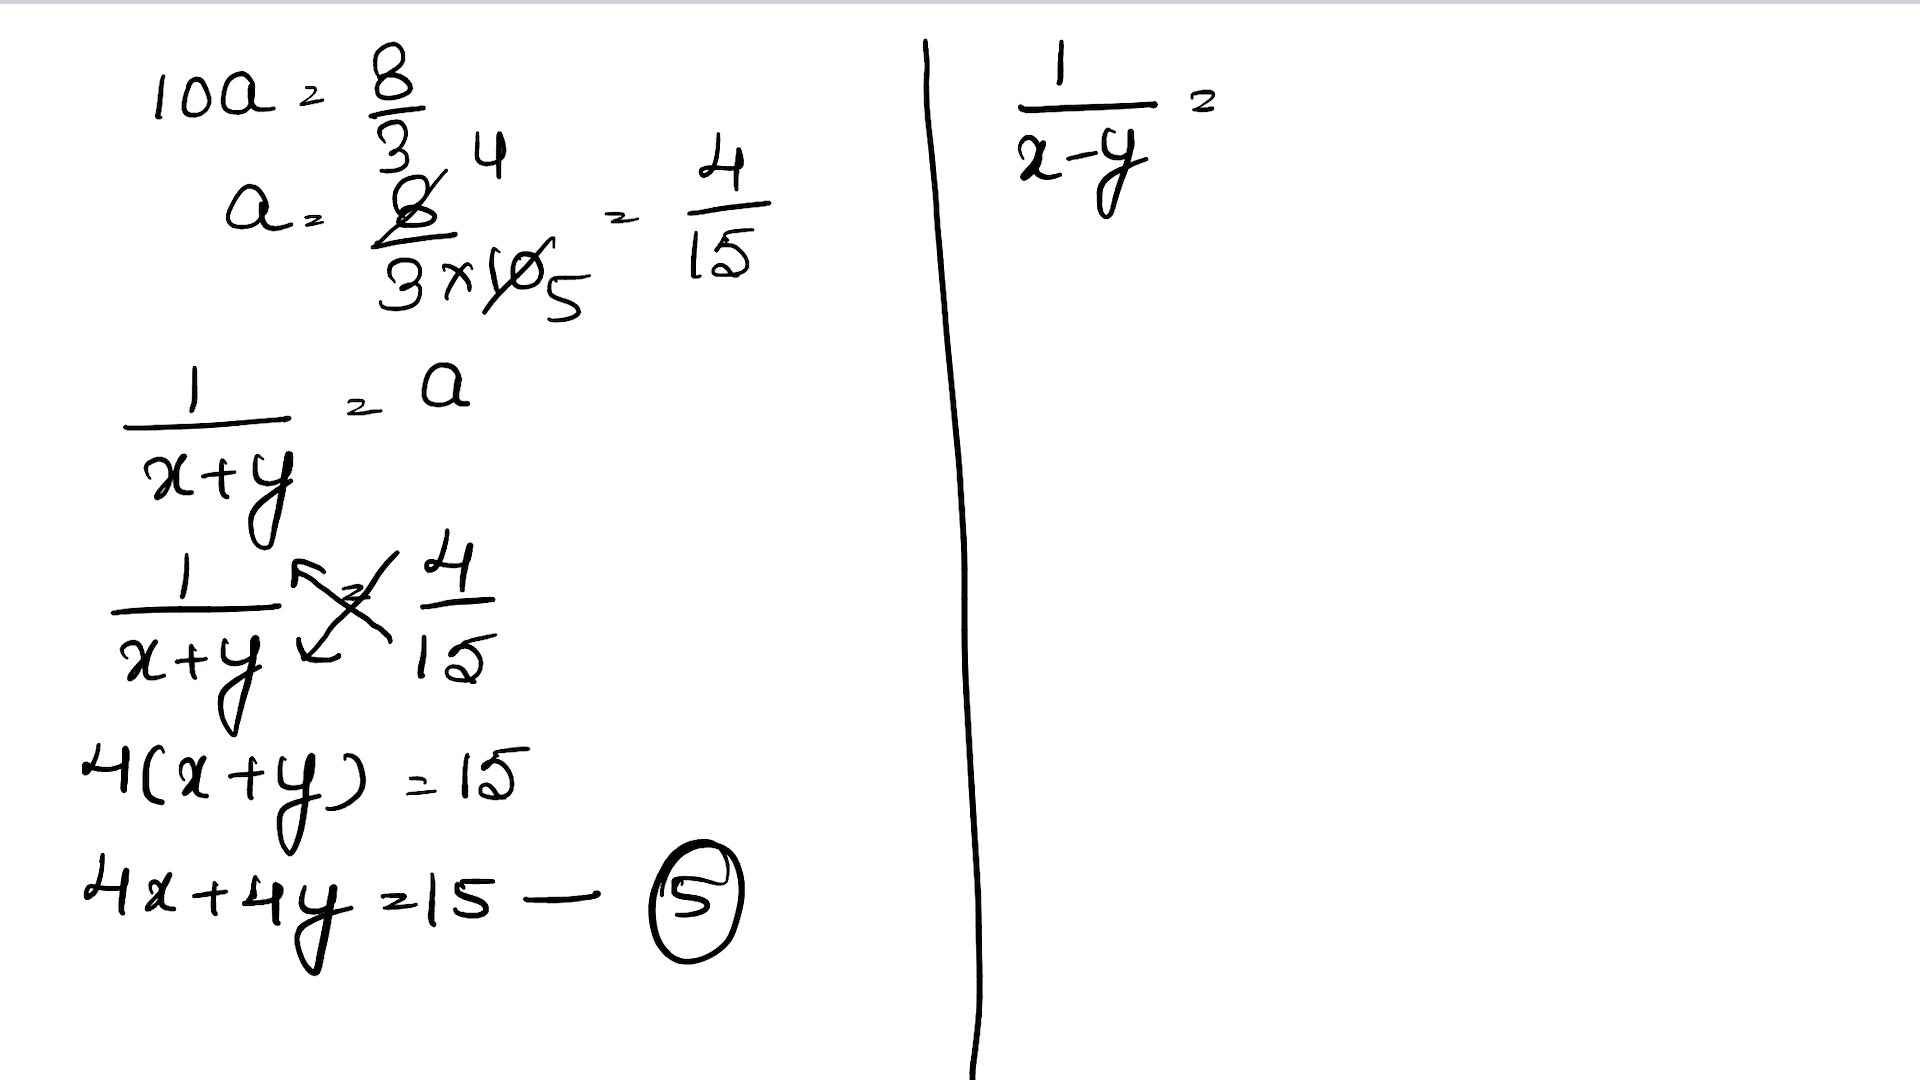 10a = 8/3
a = 8/3×10 4 5 = 4/15
1/x+y = a
1/x+y = 4/15
4(x+y) = 15
4x+4y = 15 — 5
1/x-y =